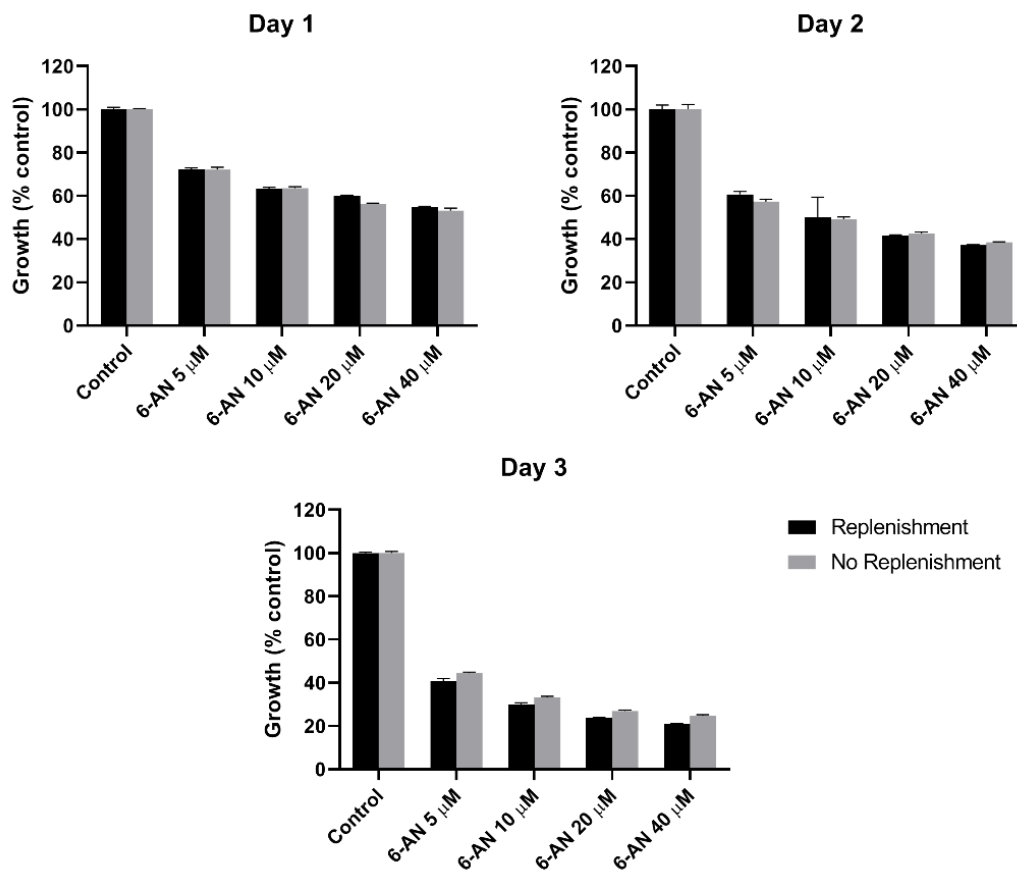 Day 1
Growth (% control)
120
100
80
60
40
20
0
Control
6-AN 5 μM
6-AN 10 μM
6-AN 20 μM
6-AN 40 μM
Day 2
Growth (% control)
120
100
80
60
40
20
0
Control
6-AN 5 μM
6-AN 10 μM
6-AN 20 μM
6-AN 40 μM
Day 3
Growth (% control)
120
100
80
60
40
20
0
Control
6-AN 5 μM
6-AN 10 μM
6-AN 20 μM
6-AN 40 μM
Replenishment
No Replenishment